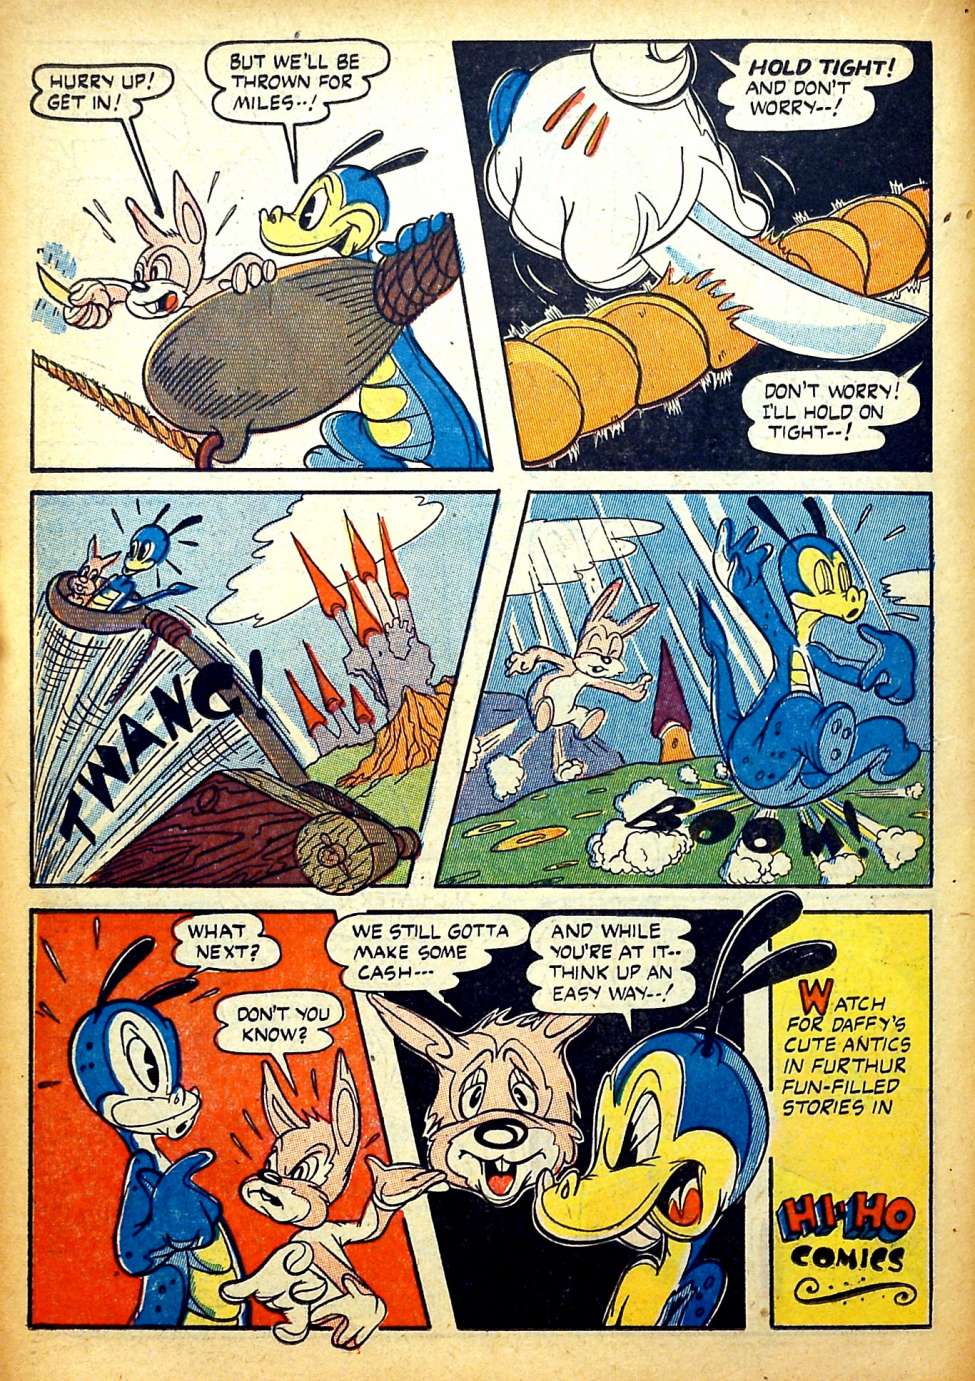 HURRY UP!
GET IN!
BUT WE'LL BE
THROWN FOR
MILES--!
HOLD TIGHT!
AND DON'T
WORRY--!
DON'T WORRY!
I'LL HOLD ON
TIGHT--!
TWANG!
BOOM!
WHAT
NEXT?
DON'T YOU
KNOW?
WE STILL GOTTA
MAKE SOME
CASH---
AND WHILE
YOU'RE AT IT--
THINK UP AN
EASY WAY--!
WATCH
FOR DAFFY'S
CUTE ANTICS
IN FURTHUR
FUN-FILLED
STORIES IN
HI-HO
COMICS